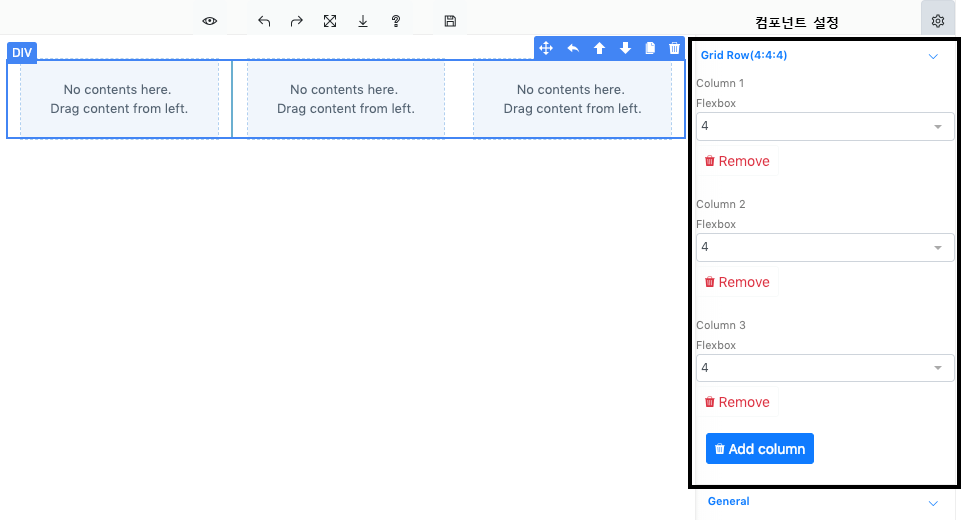 컴포넌트 설정
DIV
No contents here.
Drag content from left.
No contents here.
Drag content from left.
No contents here.
Drag content from left.
Grid Row(4:4:4)
Column 1
Flexbox
4
Remove
Column 2
Flexbox
4
Remove
Column 3
Flexbox
4
Remove
Add column
General